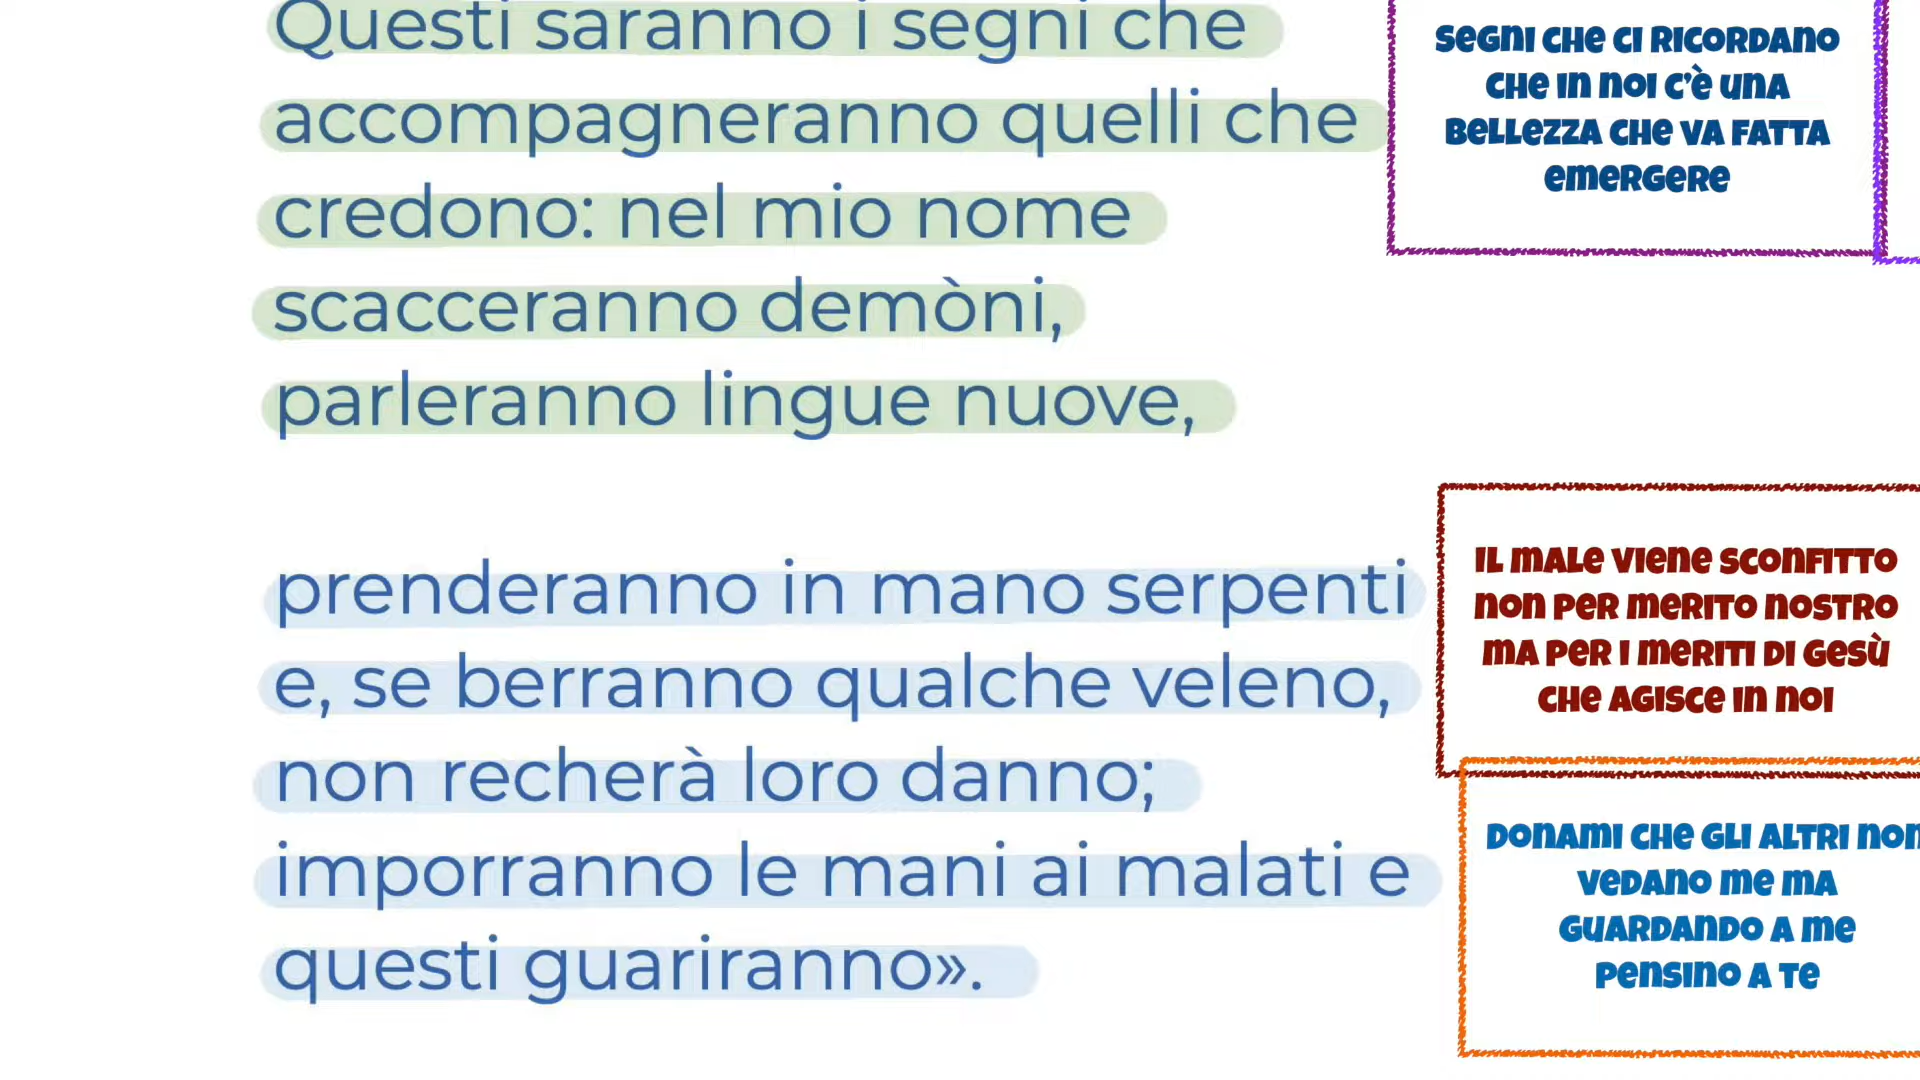 Questi saranno i segni che
accompagneranno quelli che
credono: nel mio nome
scacceranno demòni,
parleranno lingue nuove,
prenderanno in mano serpenti
e, se berranno qualche veleno,
non recherà loro danno;
imporranno le mani ai malati e
questi guariranno».
SEGNI CHE CI RICORDANO
CHE IN NOI C'È UNA
BELLEZZA CHE VA FATTA
EMERGERE
IL MALE VIENE SCONFITTO
NON PER MERITO NOSTRO
MA PER I MERITI DI GESÙ
CHE AGISCE IN NOI
DONAMI CHE GLI ALTRI NON
VEDANO ME MA
GUARDANDO A ME
PENSINO A TE